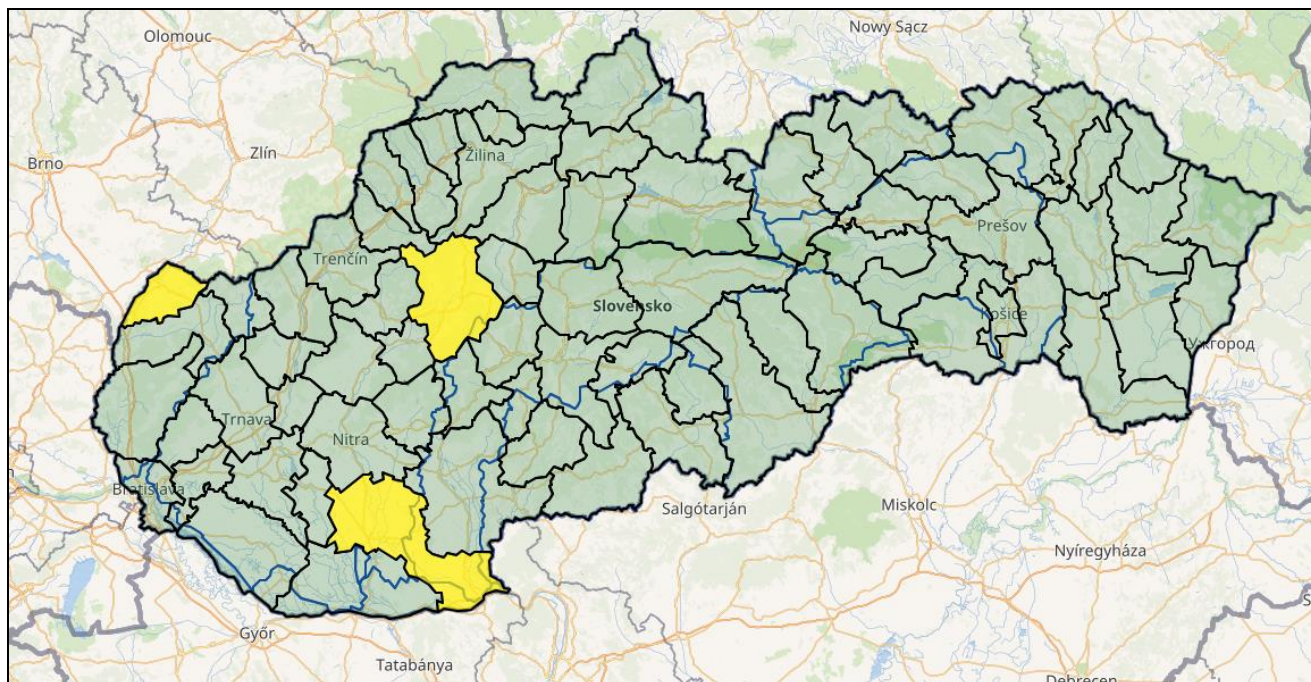 Olomouc
Nowy Sącz
Brno
Zlín
Žilina
Prešov
Trenčín
Slovensko
Košice
Ужгород
Trnava
Nitra
Bratislava
Salgótarján
Miskolc
Nyíregyháza
Győr
Tatabánya
Debrecen